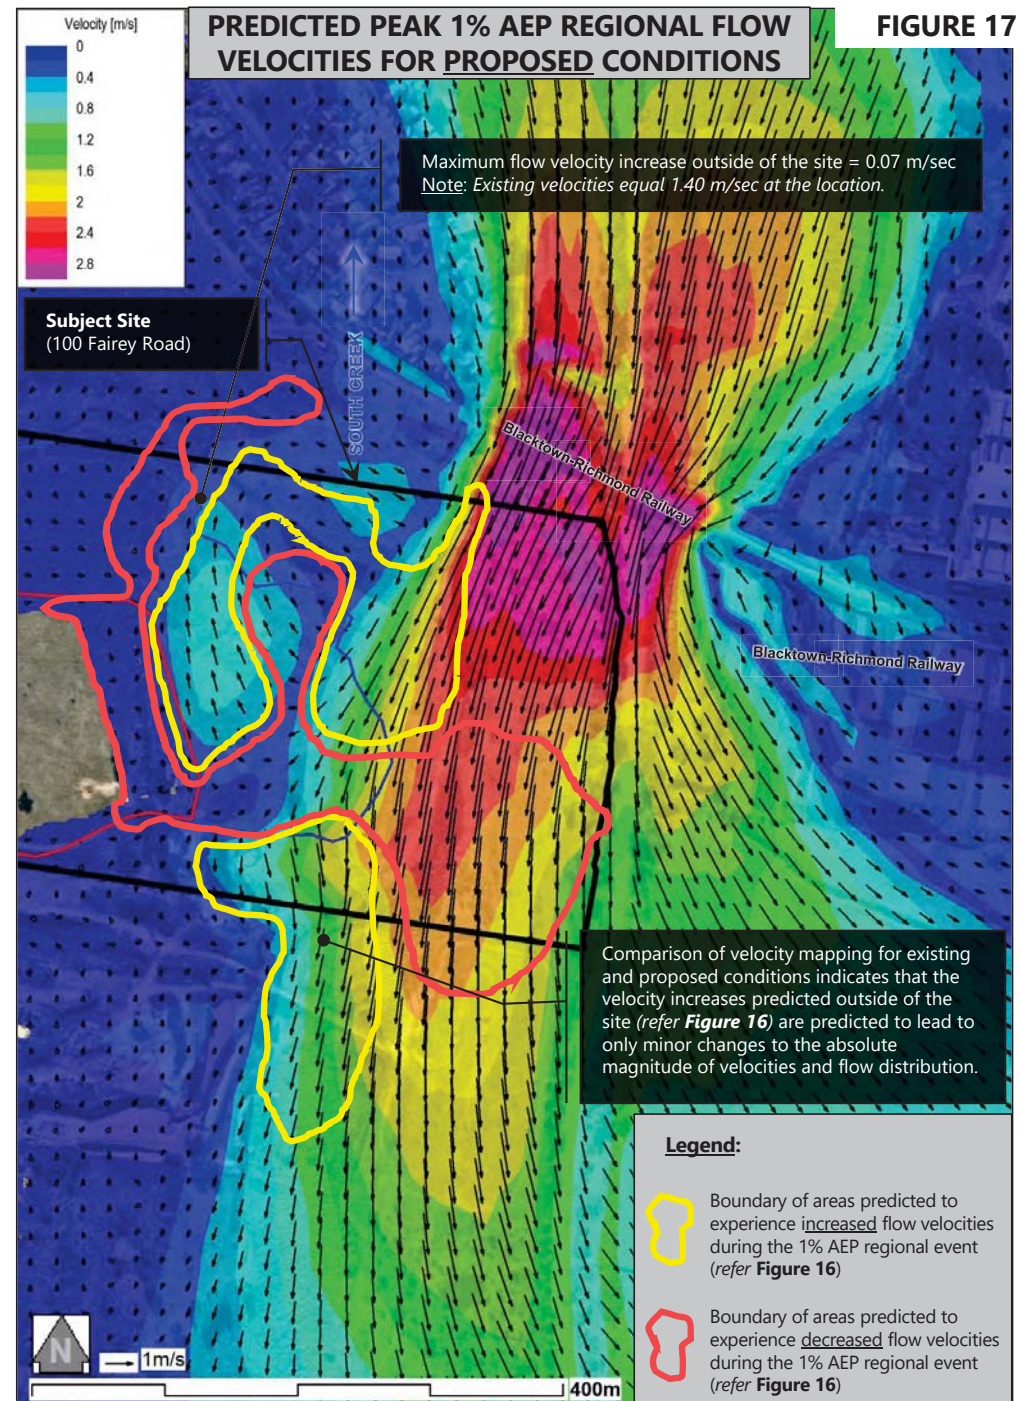 PREDICTED PEAK 1% AEP REGIONAL FLOW
VELOCITIES FOR PROPOSED CONDITIONS
FIGURE 17
Velocity [m/s]
0
0.4
0.8
1.2
1.6
2
2.4
2.8
Maximum flow velocity increase outside of the site = 0.07 m/sec
Note: Existing velocities equal 1.40 m/sec at the location.
Subject Site
(100 Fairey Road)
SOUTH CREEK
Blacktown-Richmond Railway
Blacktown-Richmond Railway
Comparison of velocity mapping for existing
and proposed conditions indicates that the
velocity increases predicted outside of the
site (refer Figure 16) are predicted to lead to
only minor changes to the absolute
magnitude of velocities and flow distribution.
Legend:
Boundary of areas predicted to
experience increased flow velocities
during the 1% AEP regional event
(refer Figure 16)
Boundary of areas predicted to
experience decreased flow velocities
during the 1% AEP regional event
(refer Figure 16)
N
1m/s
400m